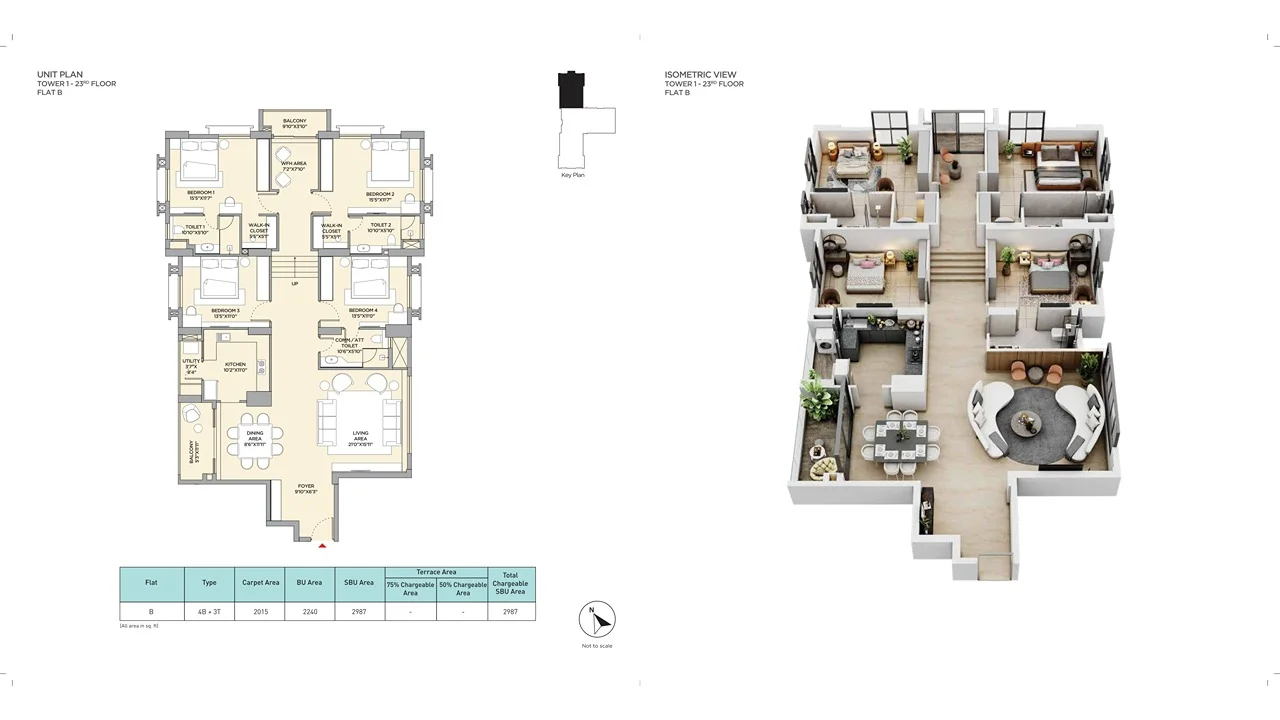 UNIT PLAN
TOWER 1 - 23RD FLOOR
FLAT B
BALCONY
9'10"X3'10"
WFH AREA
7'2"X7'10"
BEDROOM 1
15'5"X11'7"
BEDROOM 2
15'5"X11'7"
TOILET 1
10'10"X5'10"
WALK-IN
CLOSET
WALK-IN
CLOSET
5'5"X5'1"
TOILET 2
10'10"X5'10"
UP
BEDROOM 3
13'5"X11'0"
BEDROOM 4
13'5"X11'0"
COMM./ATT
TOILET
10'6"X5'10"
UTILITY
3'7"X
8'4"
KITCHEN
10'2"X11'0"
BALCONY
5'3"X11'11"
DINING
AREA
8'6"X11'11"
LIVING
AREA
21'0"X15'11"
FOYER
9'10"X6'3"
Key Plan
Flat
Type
Carpet Area
BU Area
SBU Area
Terrace Area
75% Chargeable
Area
50% Chargeable
Area
Total
Chargeable
SBU Area
B
4B + 3T
2015
2240
2987
-
-
2987
[All area in sq. ft]
N
Not to scale
ISOMETRIC VIEW
TOWER 1 - 23RD FLOOR
FLAT B